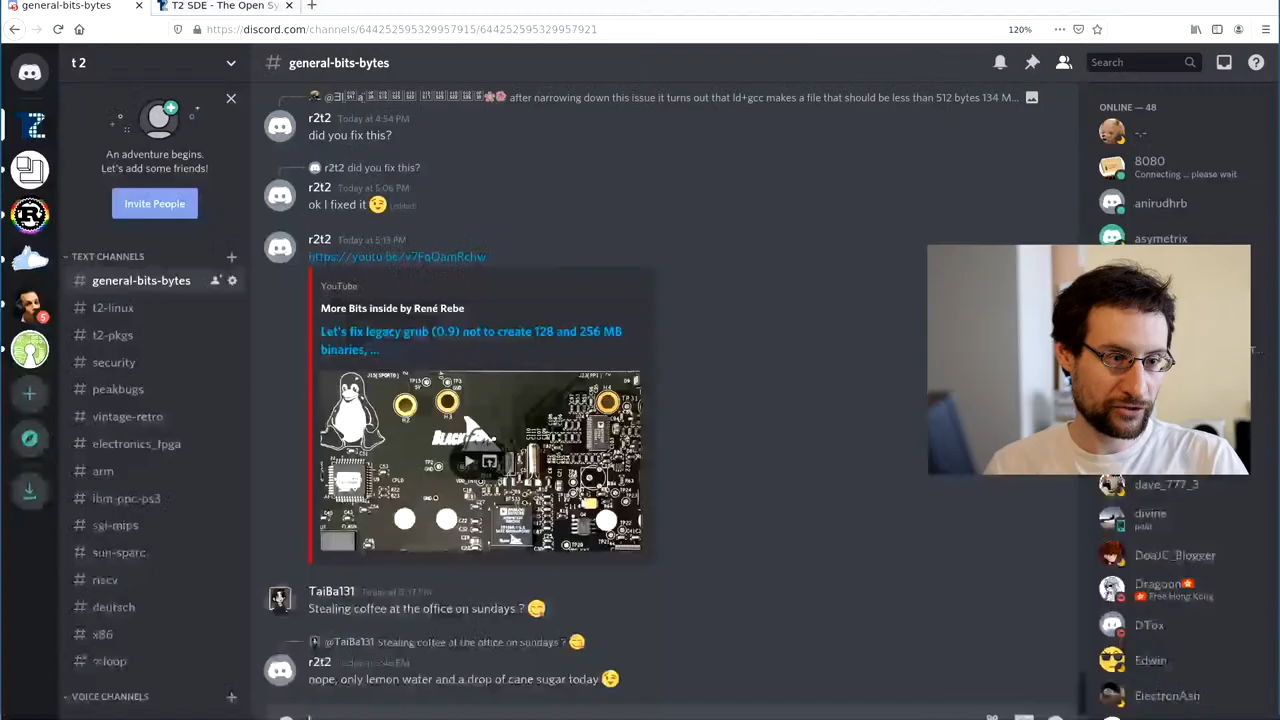 general-bits-bytes
T2 SDE - The Open Sy
https://discord.com/channels/644252595329957915/644252595329957921
120%
t 2
general-bits-bytes
Search
An adventure begins.
Let's add some friends!
Invite People
TEXT CHANNELS
general-bits-bytes
t2-linux
t2-pkgs
security
peakbugs
vintage-retro
electronics_fpga
arm
ibm-ppc-ps3
sgi-mips
sun-sparc
riscv
deutsch
x86
VOICE CHANNELS
5
after narrowing down this issue it turns out that ld+gcc makes a file that should be less than 512 bytes 134 M...
r2t2 Today at 4:54 PM
did you fix this?
r2t2 did you fix this?
r2t2 Today at 5:06 PM
ok I fixed it (edited)
r2t2 Today at 5:13 PM
YouTube
More Bits inside by René Rebe
Let's fix legacy grub (0.9) not to create 128 and 256 MB
binaries, ...
TaiBa131
Stealing coffee at the office on sundays ?
@TaiBa131 Stealing coffee at the office on sundays ?
r2t2
nope, only lemon water and a drop of cane sugar today
ONLINE — 48
-.-
8080
Connecting ... please wait
anirudhrb
asymetrix
dave_777_3
divine
DoaJC_Blogger
Dragoon
Free Hong Kong
DTox
Edwin
ElectronAsh